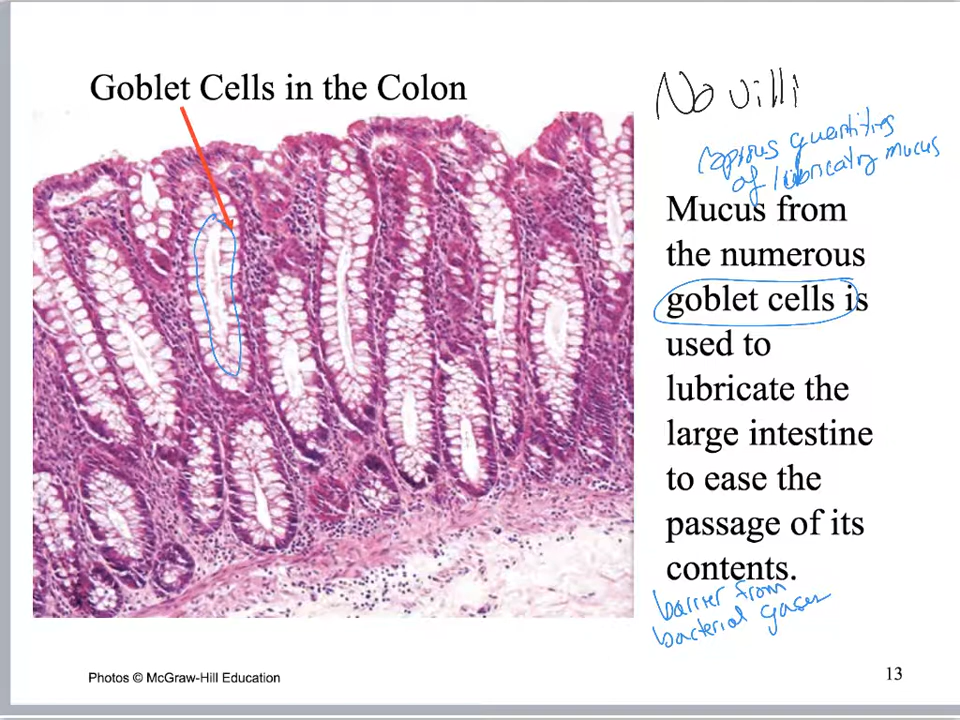 Goblet Cells in the Colon
No villi
copious quantities
of lubricating mucus
Mucus from
the numerous
goblet cells is
used to
lubricate the
large intestine
to ease the
passage of its
contents.
barrier from
bacterial gases
Photos © McGraw-Hill Education
13